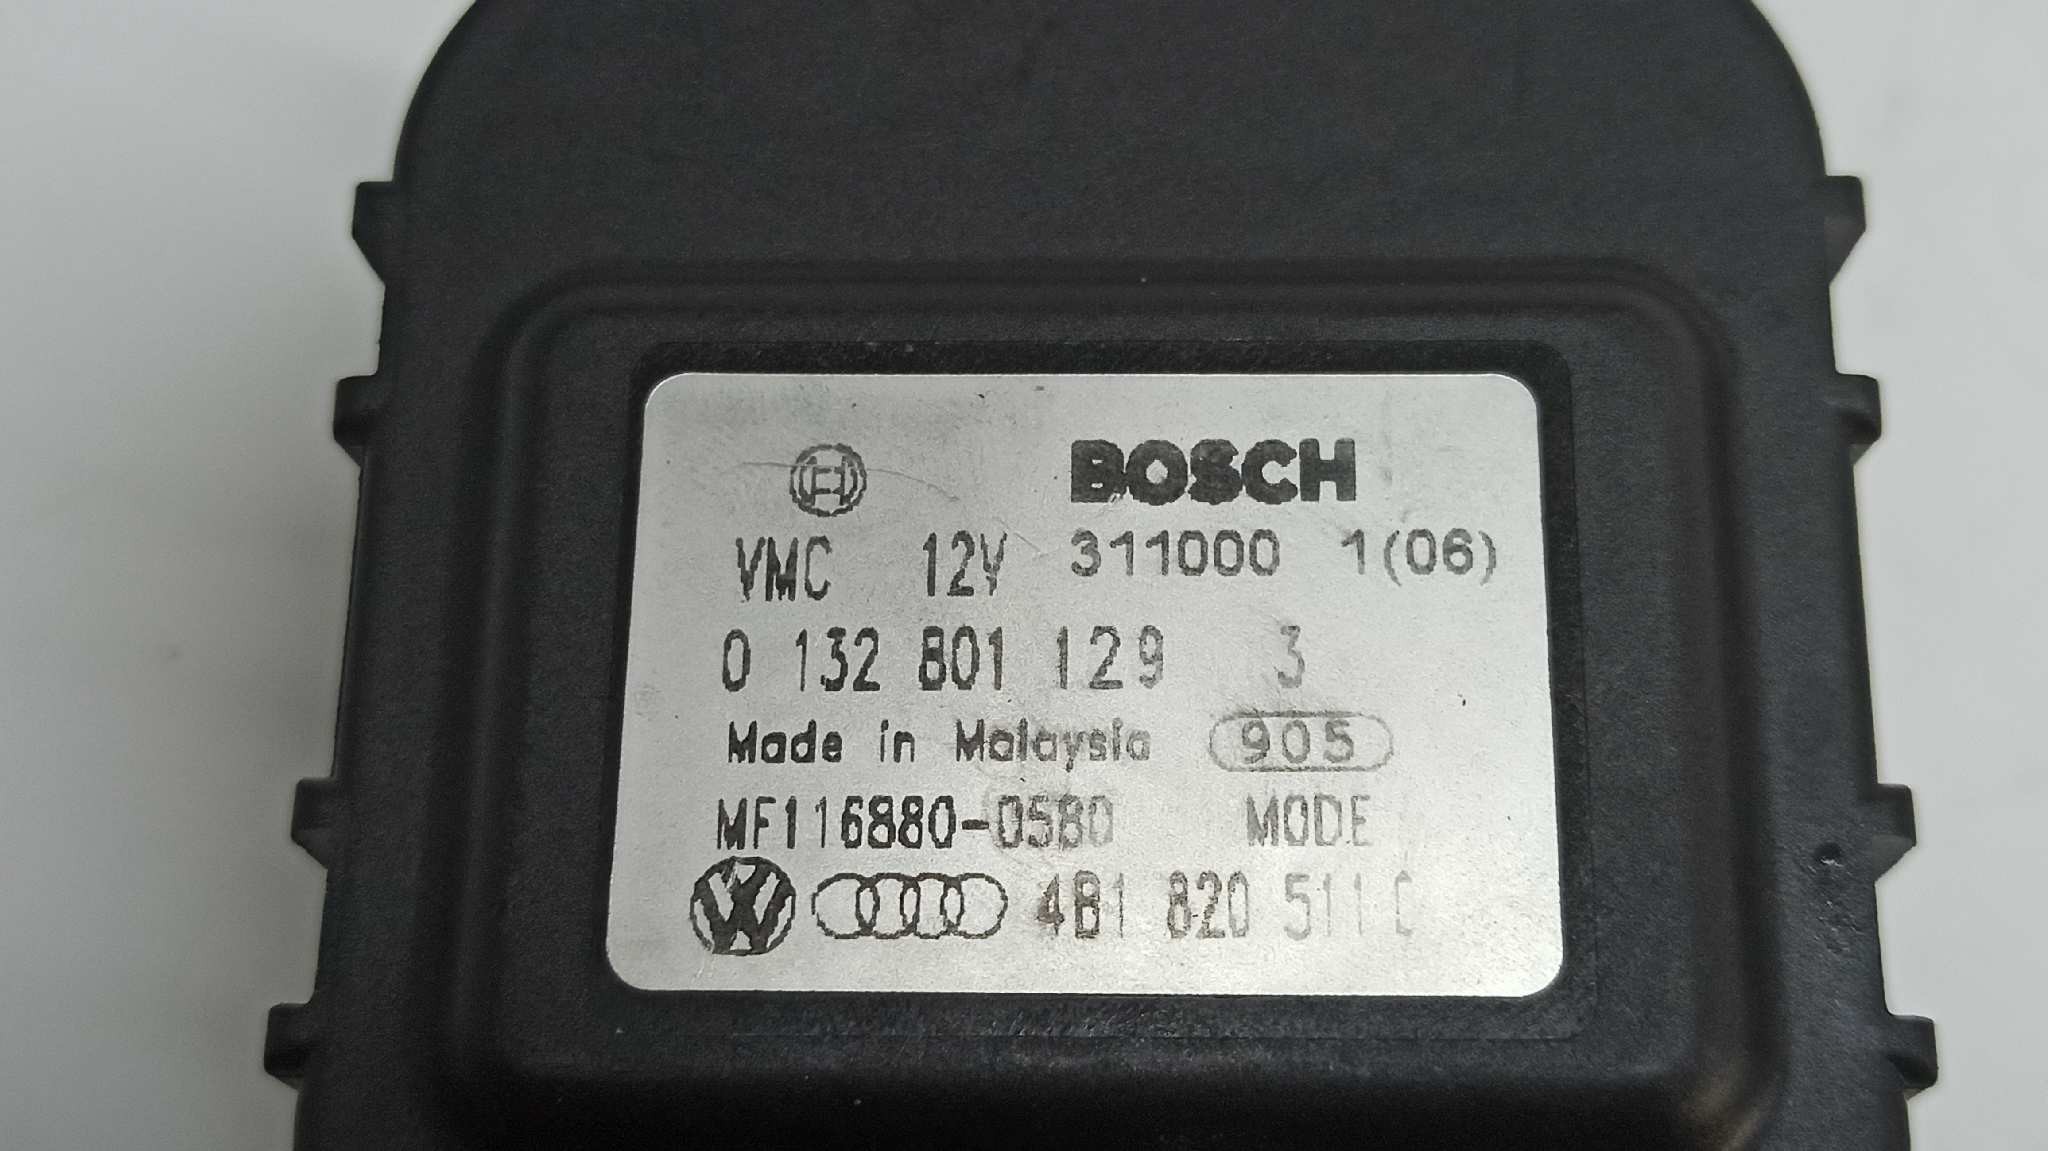 BOSCH
VMC 12V 311000 1(06)
0 132 801 129 3
Made in Malaysia 905
MF116880-0580 MODE
4B1 820 511 C